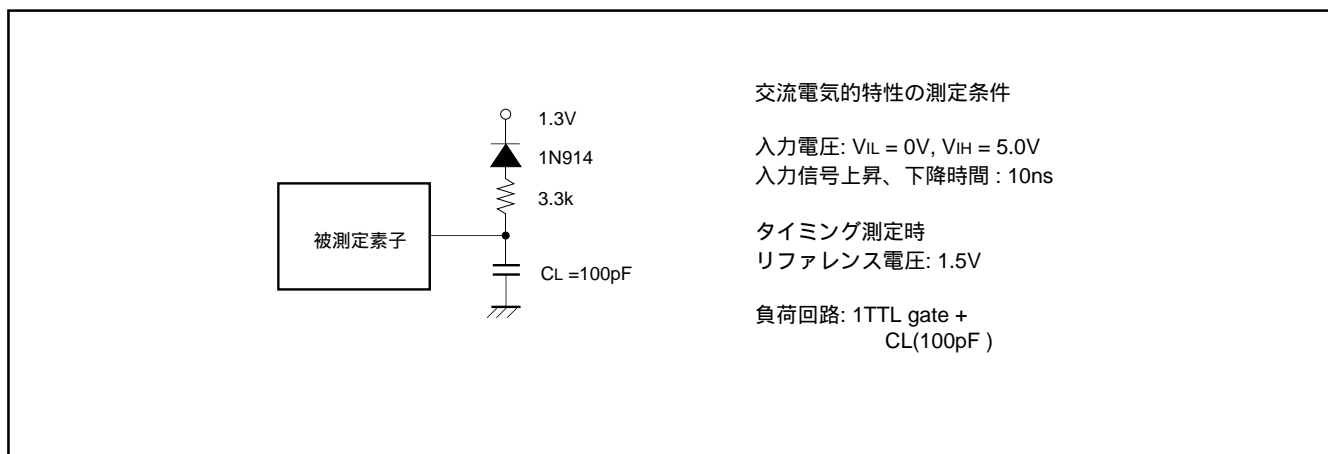 1.3V
1N914
3.3k
被測定素子
CL =100pF
交流電気的特性の測定条件
入力電圧: VIL = 0V, VIH = 5.0V
入力信号上昇、下降時間 : 10ns
タイミング測定時
リファレンス電圧: 1.5V
負荷回路: 1TTL gate +
CL(100pF )